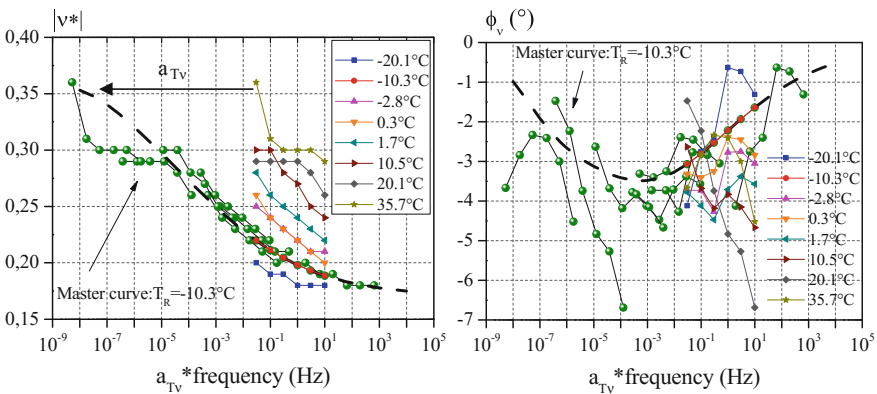 |ν*|
0,40
0,35
0,30
0,25
0,20
0,15
a_Tν
-20.1°C
-10.3°C
-2.8°C
0.3°C
1.7°C
10.5°C
20.1°C
35.7°C
Master curve:T_R=-10.3°C
10^-9 10^-7 10^-5 10^-3 10^-1 10^1 10^3 10^5
a_Tν*frequency (Hz)
ϕ_ν (°)
0
-1
-2
-3
-4
-5
-6
-7
Master curve:T_R=-10.3°C
-20.1°C
-10.3°C
-2.8°C
0.3°C
1.7°C
10.5°C
20.1°C
35.7°C
10^-9 10^-7 10^-5 10^-3 10^-1 10^1 10^3 10^5
a_Tν*frequency (Hz)